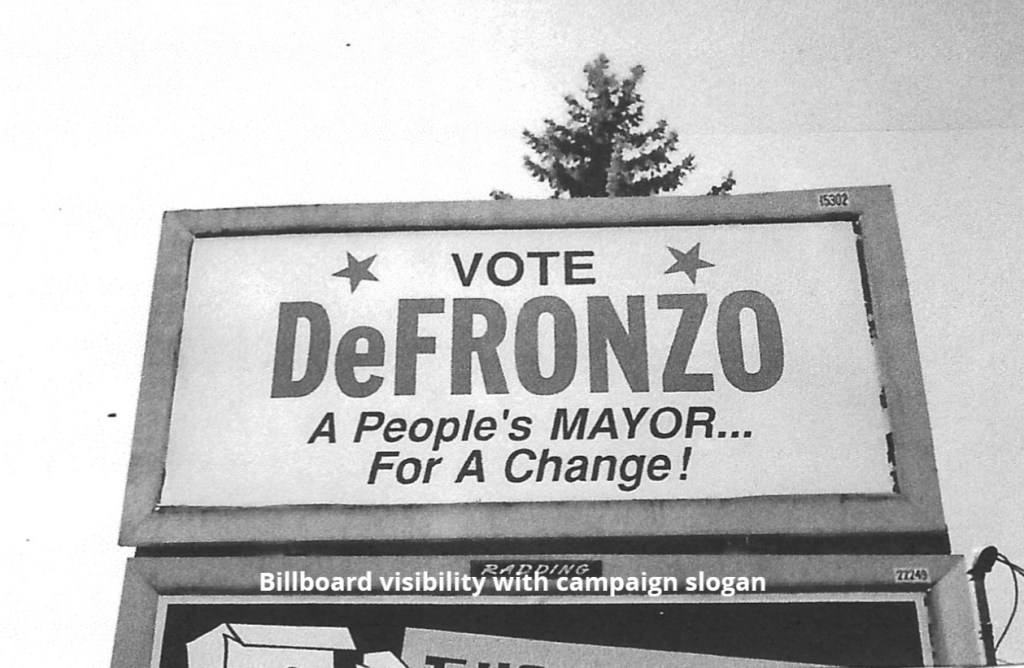 15302
VOTE
DeFRONZO
A People's MAYOR...
For A Change!
RADDING
22249
Billboard visibility with campaign slogan